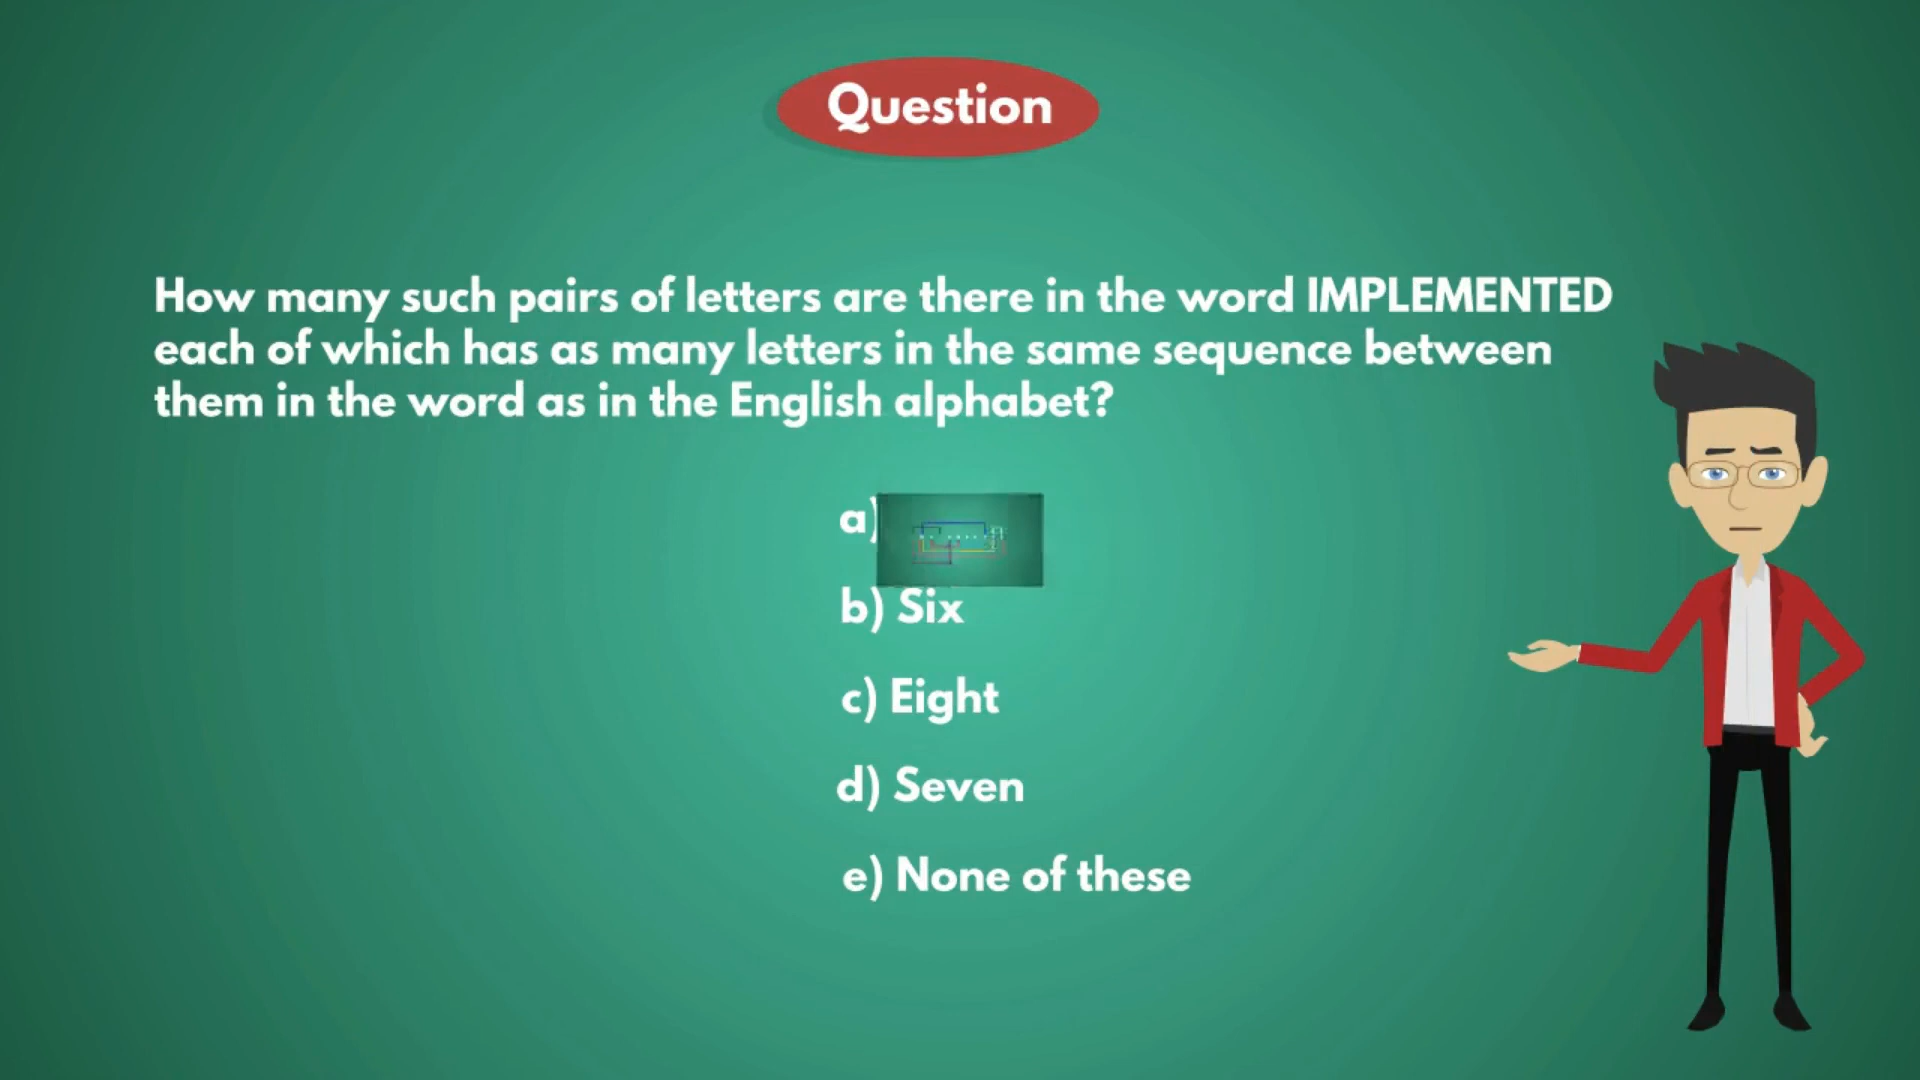 Question
How many such pairs of letters are there in the word IMPLEMENTED
each of which has as many letters in the same sequence between
them in the word as in the English alphabet?
a)
b) Six
c) Eight
d) Seven
e) None of these